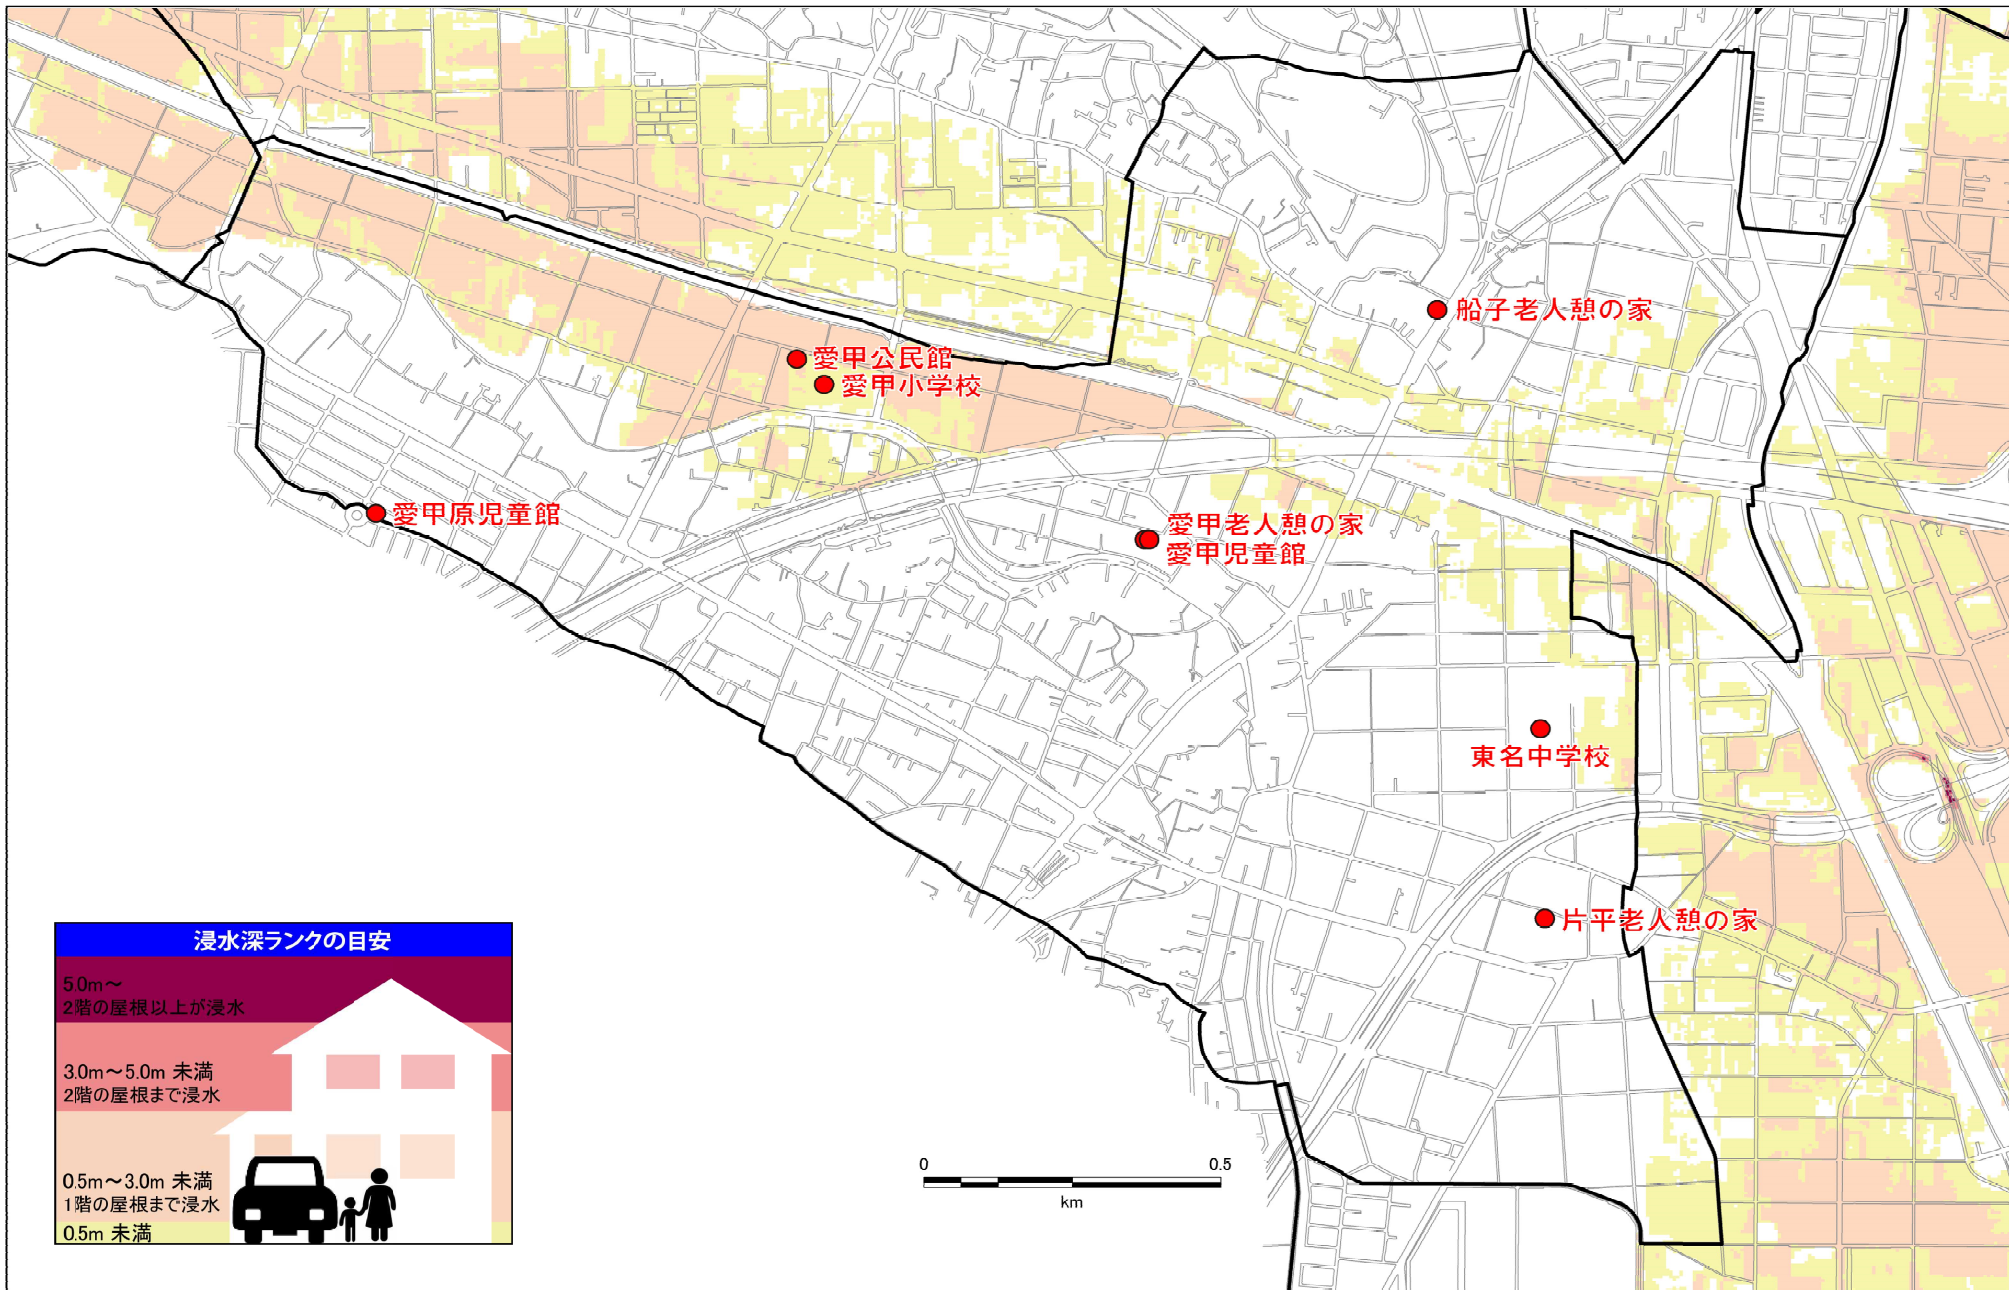 船子老人憩の家
愛甲公民館
愛甲小学校
愛甲原児童館
愛甲老人憩の家
愛甲児童館
東名中学校
片平老人憩の家
浸水深ランクの目安
5.0m~
2階の屋根以上が浸水
3.0m~5.0m 未満
2階の屋根まで浸水
0.5m~3.0m 未満
1階の屋根まで浸水
0.5m 未満
0 0.5
km